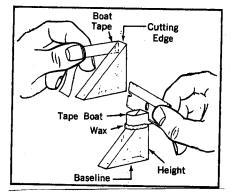 Boat
Tape
Cutting
Edge
Tape Boat
Wax
Baseline
Height